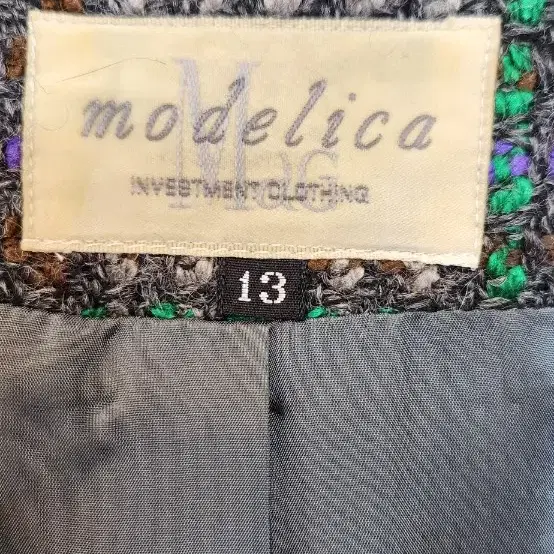 modelica
INVESTMENT CLOTHING
13